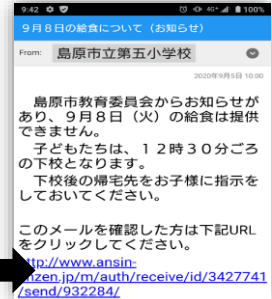 9:42
46+
100%
9月8日の給食について（お知らせ）
From: 島原市立第五小学校
2020年9月5日 10:00
島原市教育委員会からお知らせが
あり、9月8日（火）の給食は提供
できません。
子どもたちは、12時30分ごろ
の下校となります。
下校後の帰宅先をお子様に指示を
しておいてください。
このメールを確認した方は下記URL
をクリックしてください。
http://www.ansin-
anzen.jp/m/auth/receive/id/3427741
/send/932284/